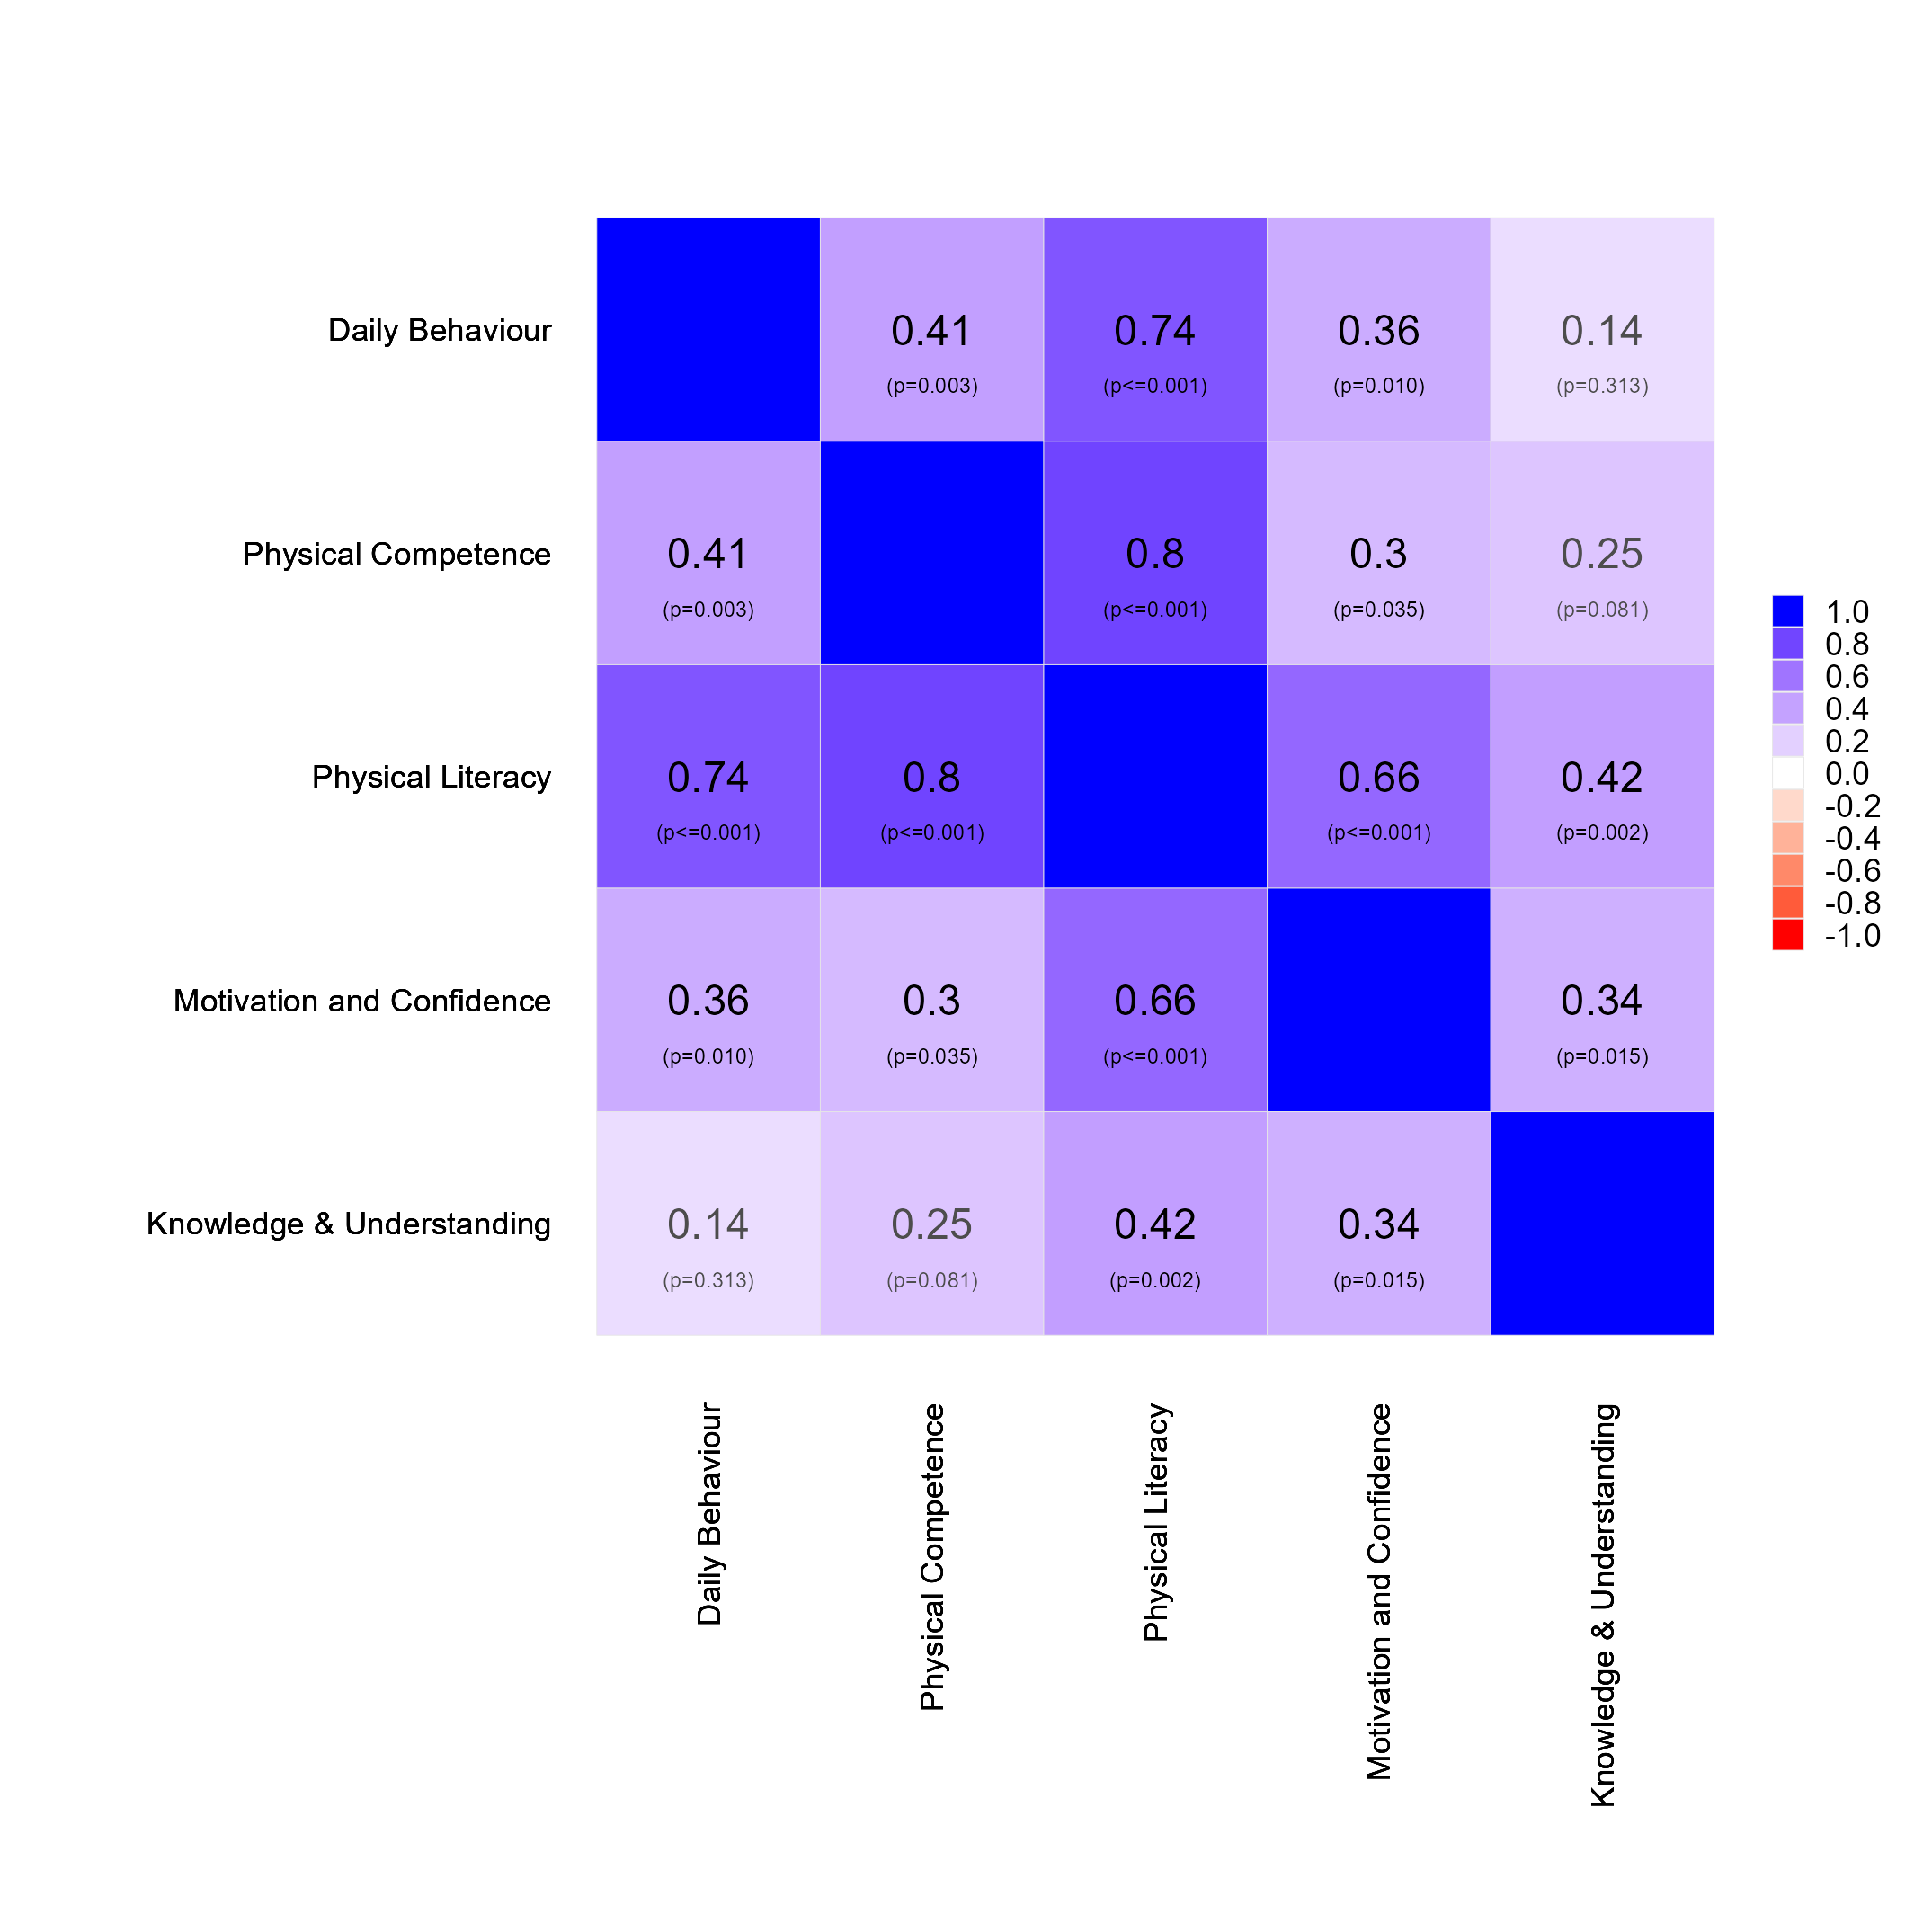 Daily Behaviour
0.41
0.74
0.36
0.14
(p=0.003)
(p<=0.001)
(p=0.010)
(p=0.313)
Physical Competence
0.41
0.8
0.3
0.25
(p=0.003)
(p<=0.001)
(p=0.035)
(p=0.081)
Physical Literacy
0.74
0.8
0.66
0.42
(p<=0.001)
(p<=0.001)
(p<=0.001)
(p=0.002)
Motivation and Confidence
0.36
0.3
0.66
0.34
(p=0.010)
(p=0.035)
(p<=0.001)
(p=0.015)
Knowledge & Understanding
0.14
0.25
0.42
0.34
(p=0.313)
(p=0.081)
(p=0.002)
(p=0.015)
Daily Behaviour
Physical Competence
Physical Literacy
Motivation and Confidence
Knowledge & Understanding
1.0
0.8
0.6
0.4
0.2
0.0
-0.2
-0.4
-0.6
-0.8
-1.0